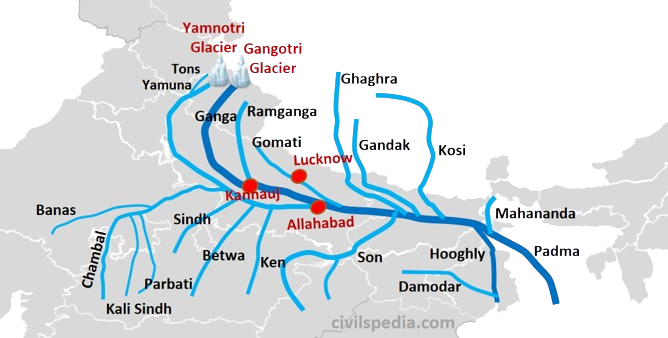 Yamnotri
Glacier
Gangotri
Glacier
Tons
Yamuna
Ghaghra
Ganga
Ramganga
Gomati
Gandak
Kosi
Lucknow
Kannauj
Banas
Sindh
Allahabad
Mahananda
Chambal
Betwa
Ken
Son
Hooghly
Padma
Parbati
Damodar
Kali Sindh
civilspedia.com